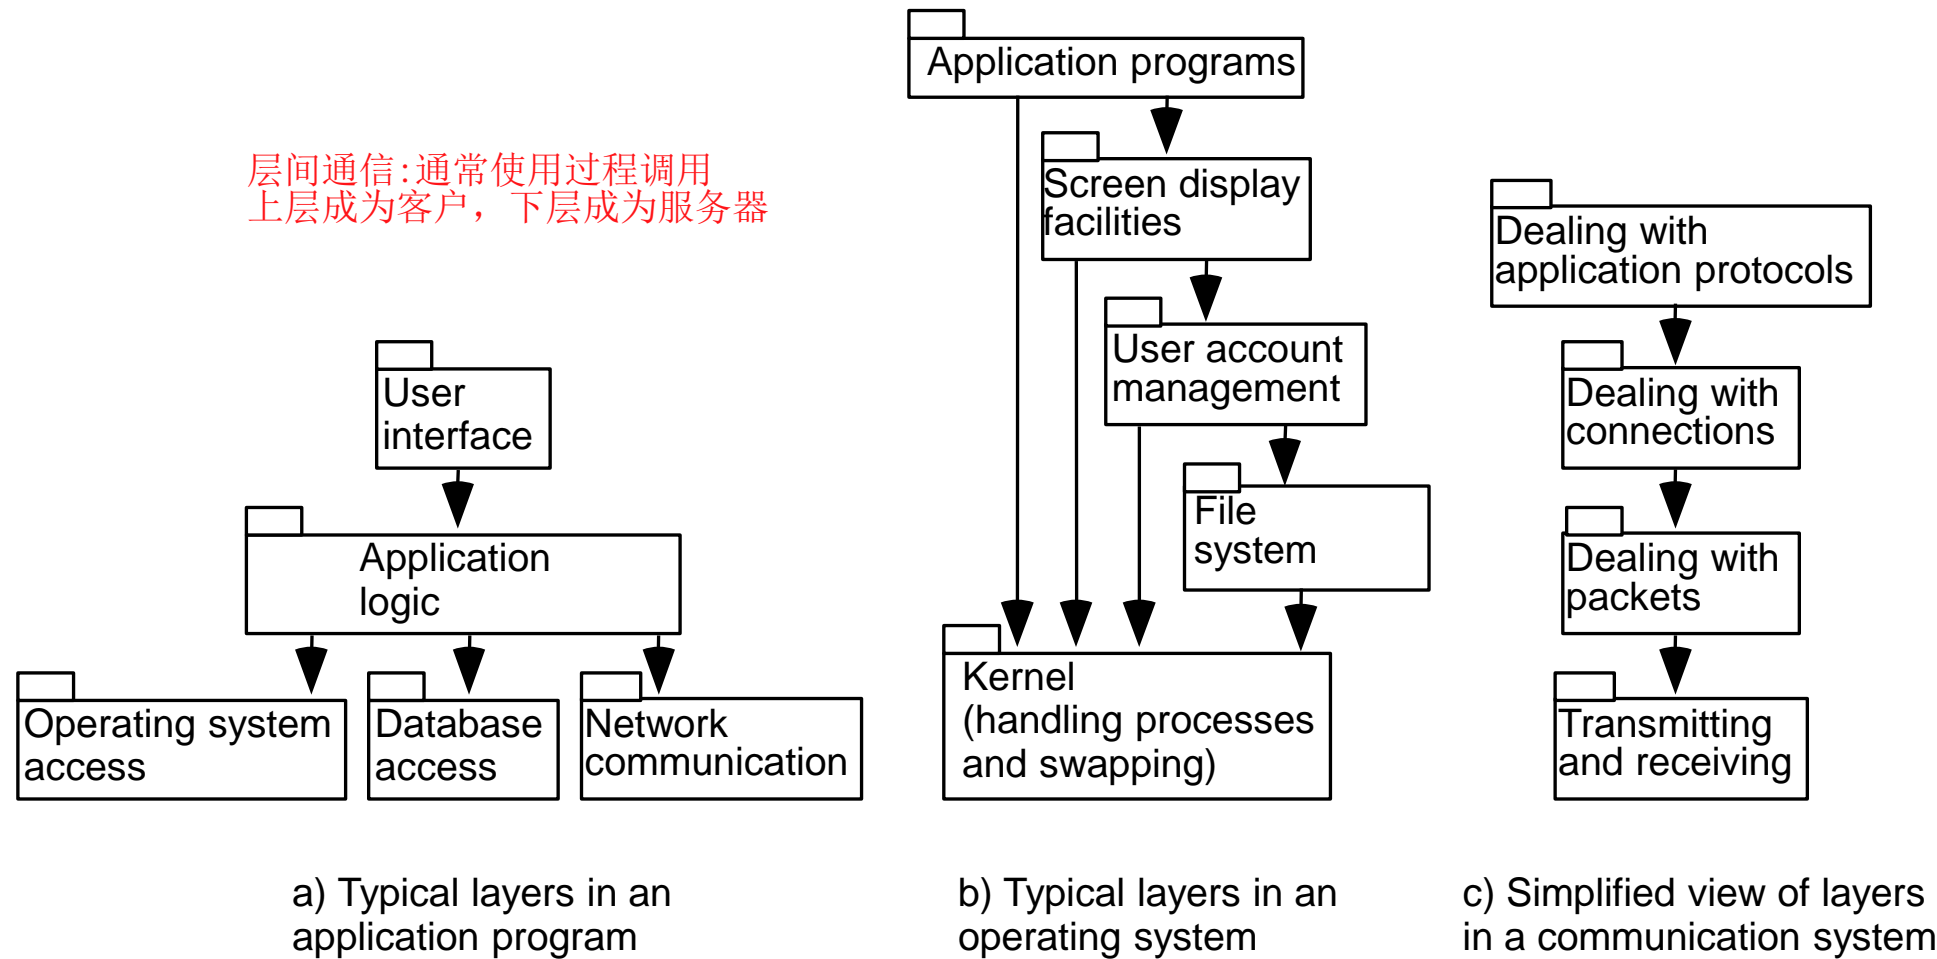 层间通信:通常使用过程调用
上层成为客户，下层成为服务器
User
interface
Application
logic
Operating system
access
Database
access
Network
communication
a) Typical layers in an
application program
Application programs
Screen display
facilities
User account
management
File
system
Kernel
(handling processes
and swapping)
b) Typical layers in an
operating system
Dealing with
application protocols
Dealing with
connections
Dealing with
packets
Transmitting
and receiving
c) Simplified view of layers
in a communication system